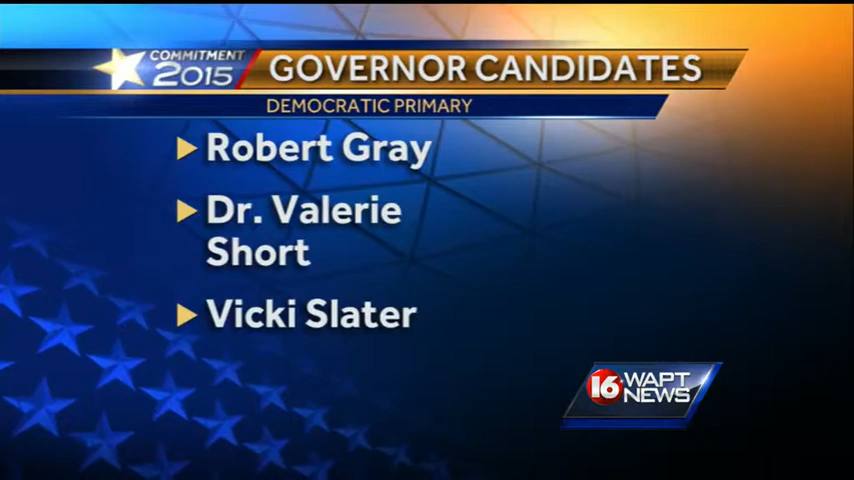 COMMITMENT
2015
GOVERNOR CANDIDATES
DEMOCRATIC PRIMARY
Robert Gray
Dr. Valerie
Short
Vicki Slater
16 WAPT
NEWS